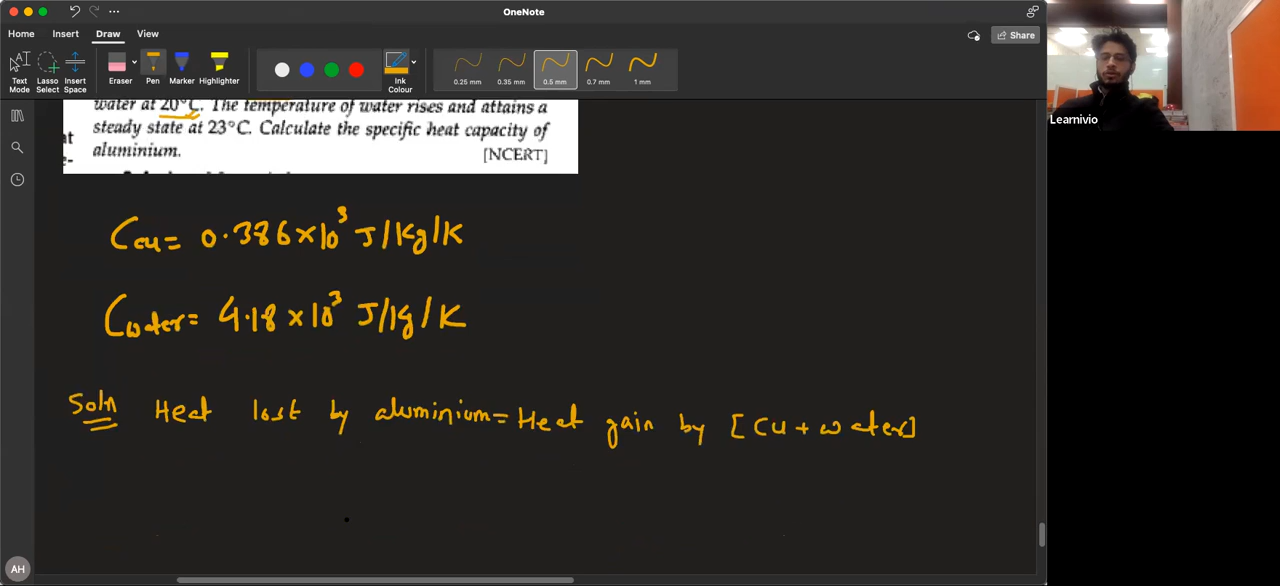 OneNote
Home Insert Draw View
Share
Text Mode
Lasso Select
Insert Space
Eraser
Pen
Marker
Highlighter
Ink Colour
0.25 mm
0.35 mm
0.5 mm
0.7 mm
1 mm
Learnivio
water at 20°C. The temperature of water rises and attains a
steady state at 23°C. Calculate the specific heat capacity of
aluminium. [NCERT]
at
e-
Ccu = 0.386×10³ J/Kg/K
Cwater = 4.18×10³ J/Kg/K
Soln Heat lost by aluminium = Heat gain by [Cu + water]
AH